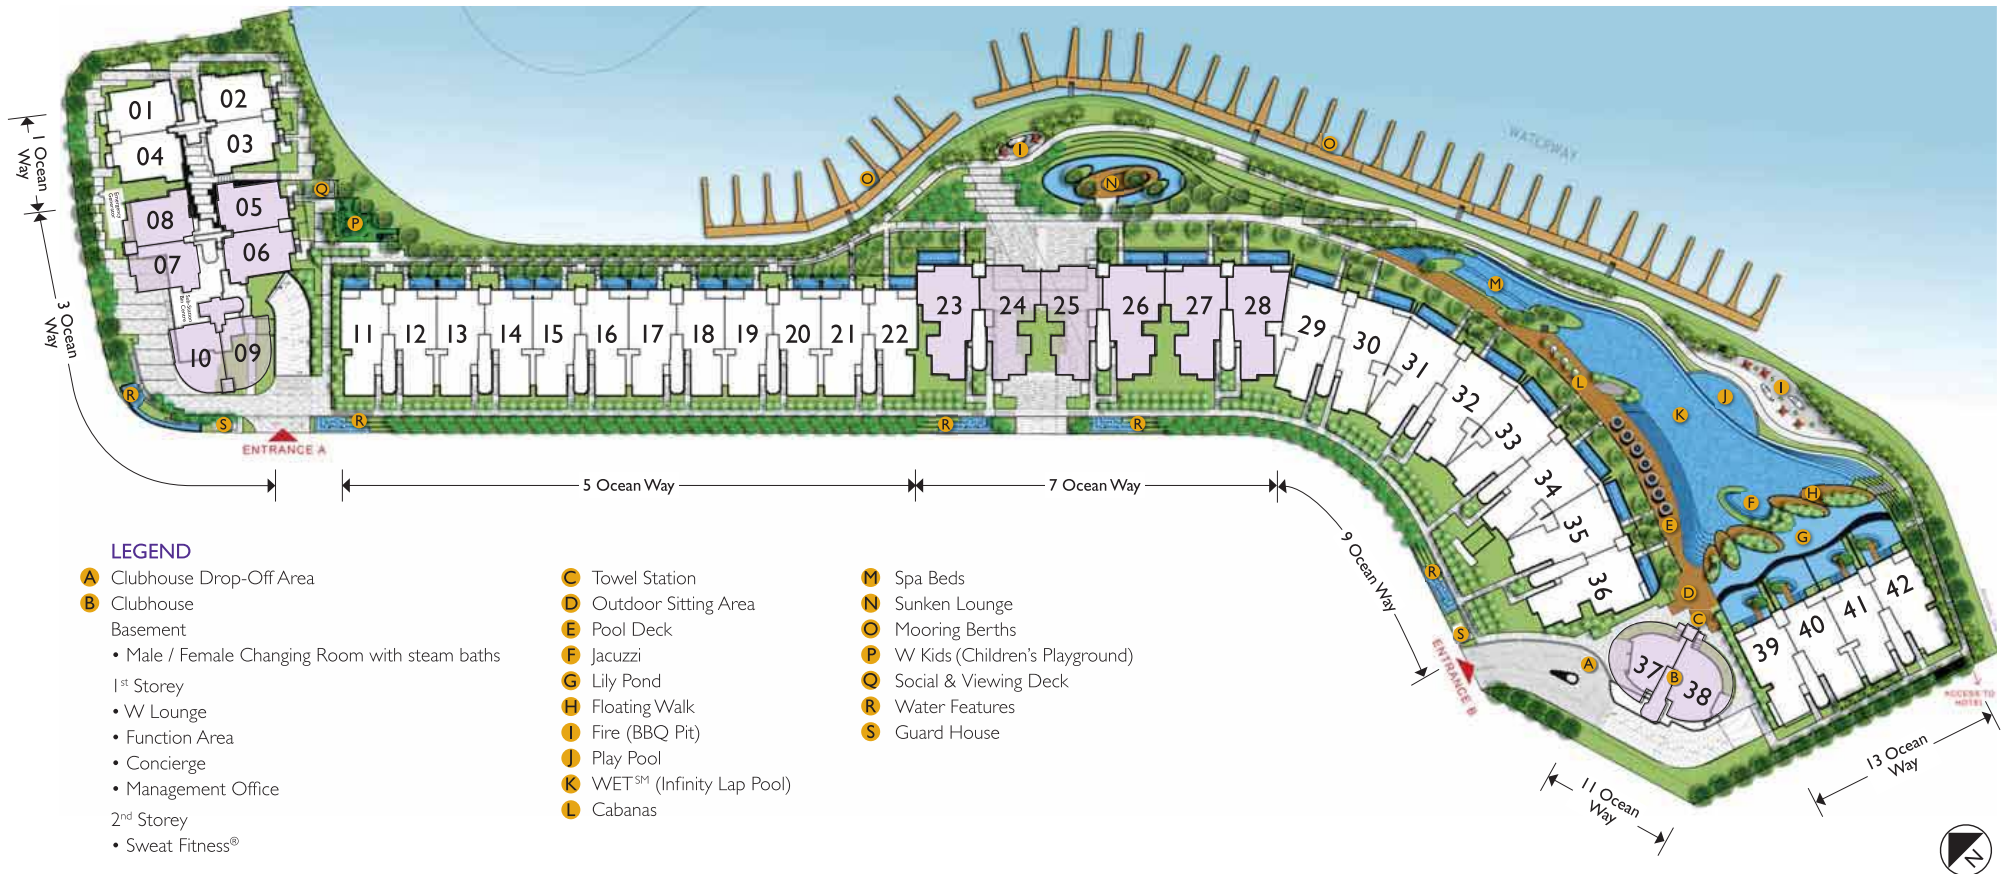 WATERWAY
01
02
03
04
05
06
07
08
09
10
Emergency Generator
1 Ocean
Way
3 Ocean
Way
Q
P
O
I
N
O
M
L
K
J
I
11
12
13
14
15
16
17
18
19
20
21
22
23
24
25
26
27
28
29
30
31
32
33
34
35
36
37
38
39
40
41
42
R
S
R
R
R
R
S
E
F
H
G
D
C
A
B
ENTRANCE A
5 Ocean Way
7 Ocean Way
9 Ocean Way
ENTRANCE B
11 Ocean
Way
13 Ocean
Way
ACCESS TO
HOTEL
LEGEND
A Clubhouse Drop-Off Area
B Clubhouse
Basement
• Male / Female Changing Room with steam baths
1st Storey
• W Lounge
• Function Area
• Concierge
• Management Office
2nd Storey
• Sweat Fitness®
C Towel Station
D Outdoor Sitting Area
E Pool Deck
F Jacuzzi
G Lily Pond
H Floating Walk
I Fire (BBQ Pit)
J Play Pool
K WET℠ (Infinity Lap Pool)
L Cabanas
M Spa Beds
N Sunken Lounge
O Mooring Berths
P W Kids (Children's Playground)
Q Social & Viewing Deck
R Water Features
S Guard House
N